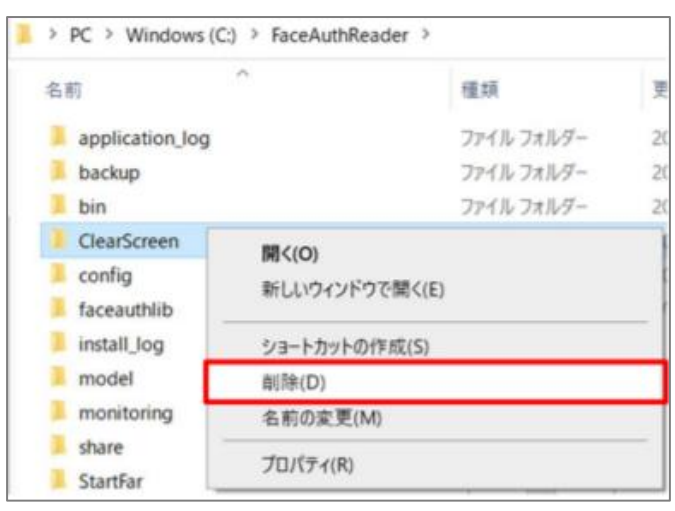 > PC > Windows (C:) > FaceAuthReader >
名前 種類 更
application_log ファイル フォルダー 20
backup ファイル フォルダー 20
bin ファイル フォルダー 20
ClearScreen
開く(O)
config
新しいウィンドウで開く(E)
faceauthlib
install_log
ショートカットの作成(S)
model
削除(D)
monitoring
名前の変更(M)
share
プロパティ(R)
StartFar